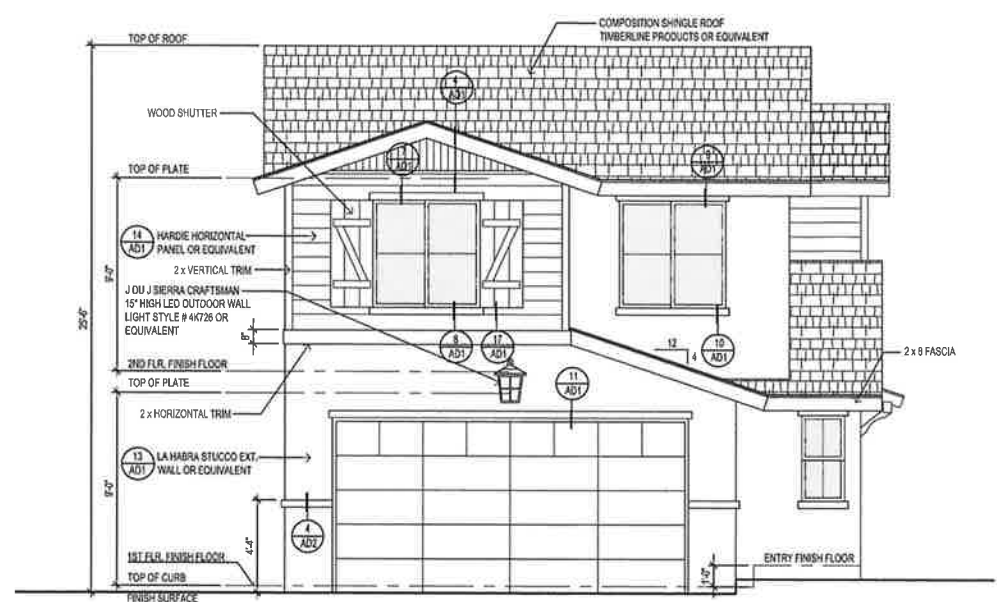 COMPOSITION SHINGLE ROOF
TIMBERLINE PRODUCTS OR EQUIVALENT
TOP OF ROOF
4
AD1
WOOD SHUTTER
AD1
AD1
TOP OF PLATE
14
AD1
HARDIE HORIZONTAL
PANEL OR EQUIVALENT
2 x VERTICAL TRIM
9'-0"
25'-6"
J OU J SIERRA CRAFTSMAN
15" HIGH LED OUTDOOR WALL
LIGHT STYLE # 4K726 OR
EQUIVALENT
8"
AD1
17
AD1
12
4
10
AD1
2 x 8 FASCIA
2ND FLR. FINISH FLOOR
TOP OF PLATE
11
AD1
2 x HORIZONTAL TRIM
13
AD1
LA HABRA STUCCO EXT.
WALL OR EQUIVALENT
9'-0"
4
AD2
4'-4"
1ST FLR. FINISH FLOOR
ENTRY FINISH FLOOR
TOP OF CURB
1'-0"
FINISH SURFACE